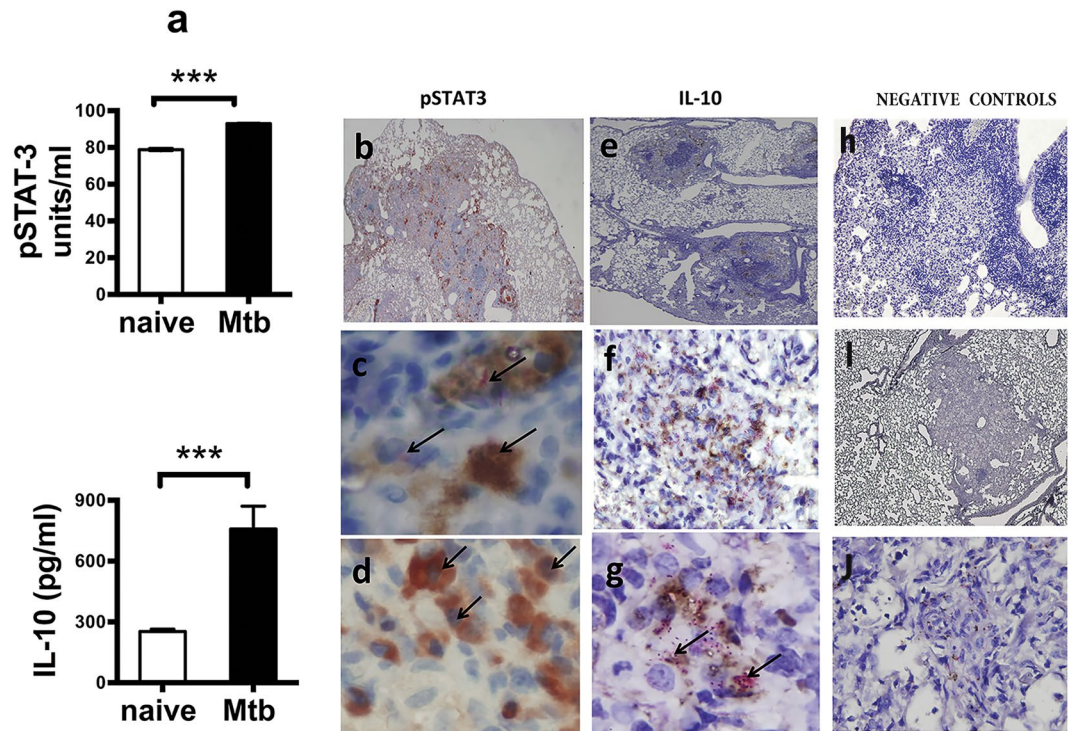 a
***
pSTAT-3
units/ml
100
80
60
40
20
0
naive Mtb
***
IL-10 (pg/ml)
900
600
300
0
naive Mtb
pSTAT3 IL-10 NEGATIVE CONTROLS
b e h
c f I
d g J